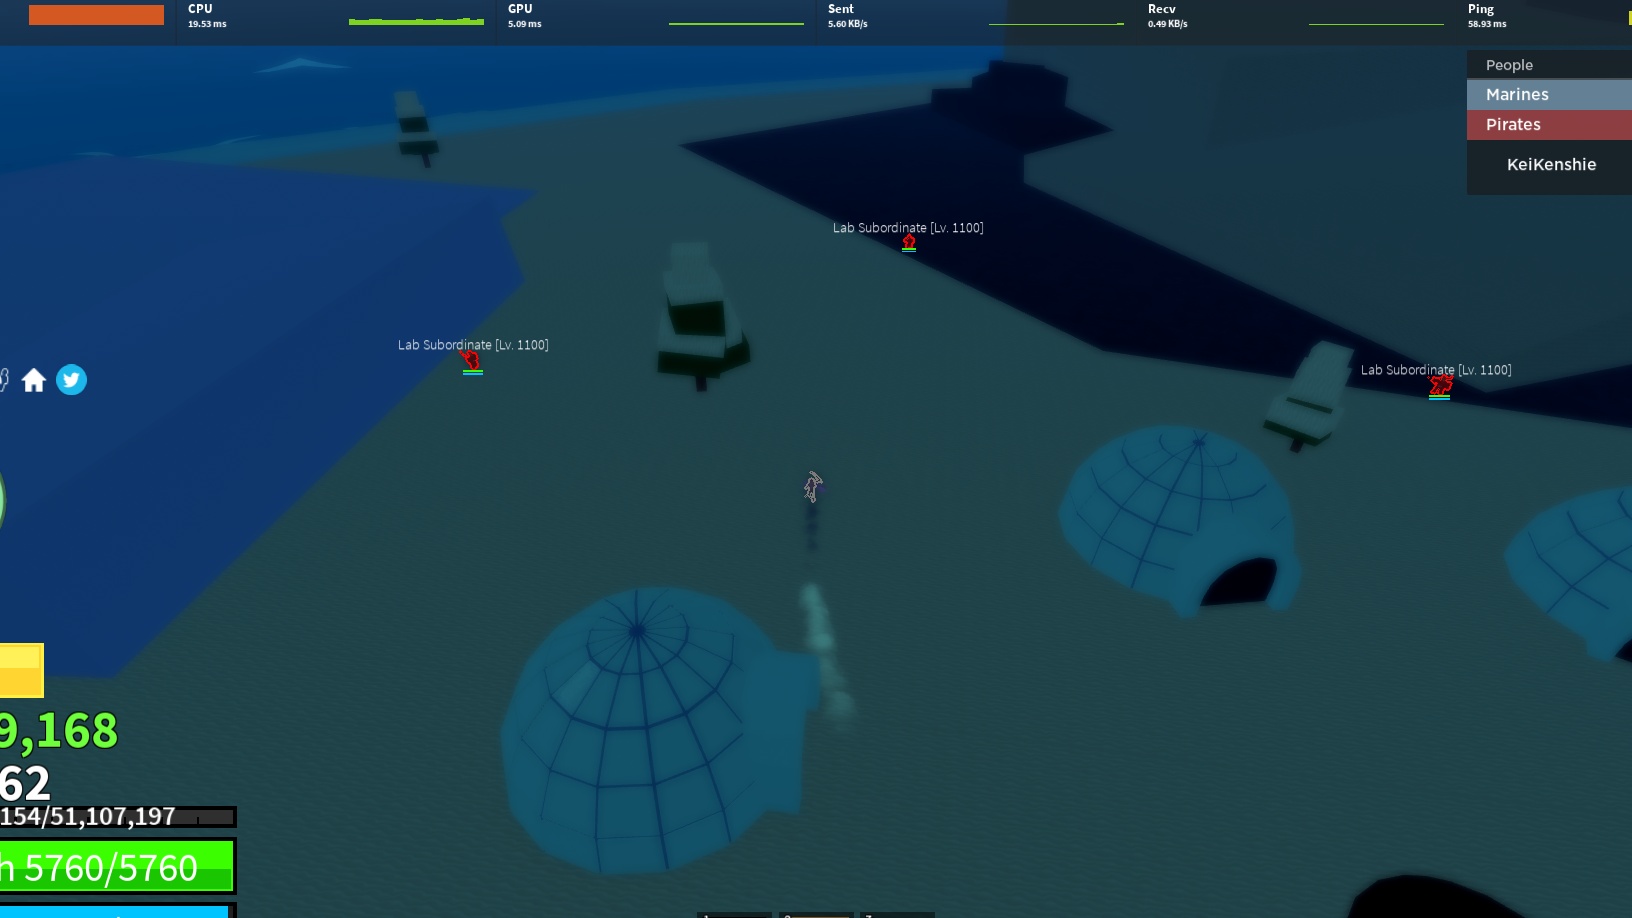 CPU
19.53 ms
GPU
5.09 ms
Sent
5.60 KB/s
Recv
0.49 KB/s
Ping
58.93 ms
People
Marines
Pirates
KeiKenshie
Lab Subordinate [Lv. 1100]
Lab Subordinate [Lv. 1100]
Lab Subordinate [Lv. 1100]
9,168
62
154/51,107,197
h 5760/5760